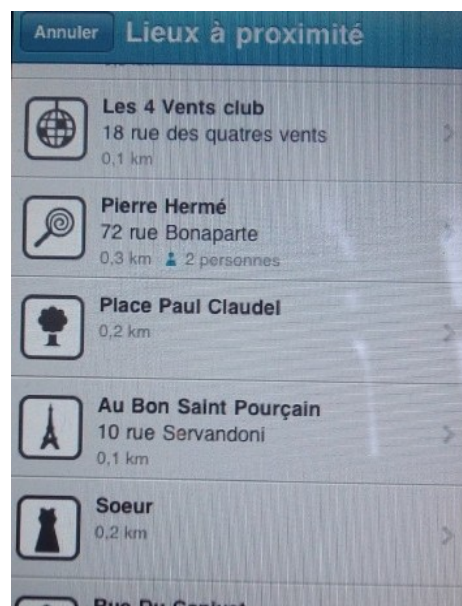 Annuler Lieux à proximité
Les 4 Vents club
18 rue des quatres vents
0,1 km
Pierre Hermé
72 rue Bonaparte
0,3 km 2 personnes
Place Paul Claudel
0,2 km
Au Bon Saint Pourçain
10 rue Servandoni
0,1 km
Soeur
0,2 km